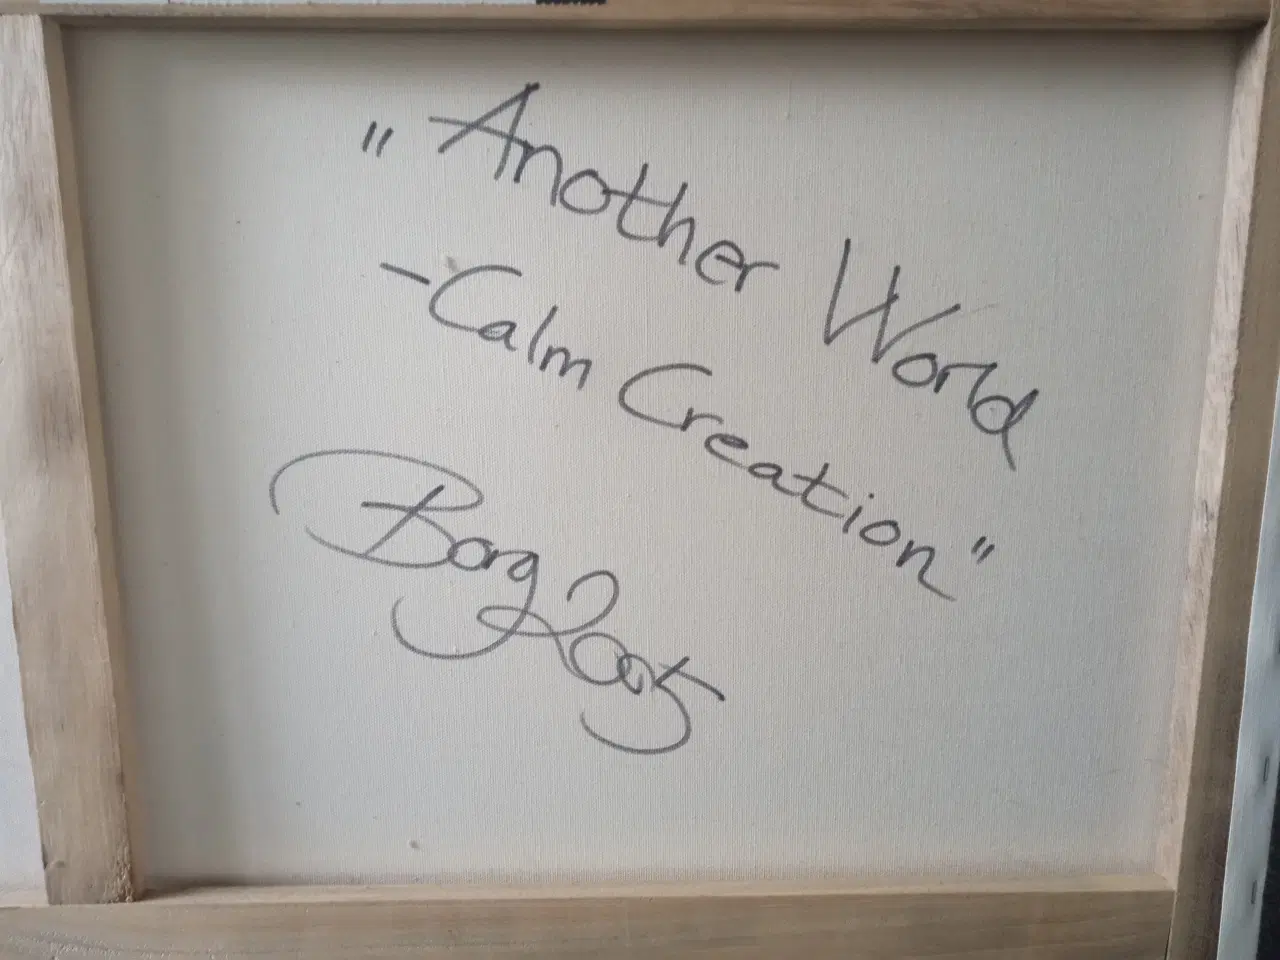 "Another World
-Calm Creation"
Borg 2005